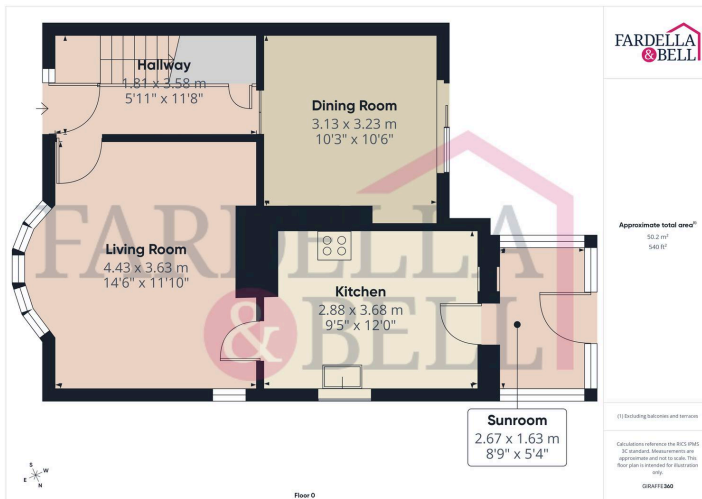 Hallway
1.81 x 3.58 m
5'11" x 11'8"
Dining Room
3.13 x 3.23 m
10'3" x 10'6"
Living Room
4.43 x 3.63 m
14'6" x 11'10"
Kitchen
2.88 x 3.68 m
9'5" x 12'0"
Sunroom
2.67 x 1.63 m
8'9" x 5'4"
FARDELLA
& BELL
S
W
E
N
Floor 0
FARDELLA
& BELL
Approximate total area(1)
50.2 m²
540 ft²
(1) Excluding balconies and terraces
Calculations reference the RICS IPMS
3C standard. Measurements are
approximate and not to scale. This
floor plan is intended for illustration
only.
GIRAFFE360